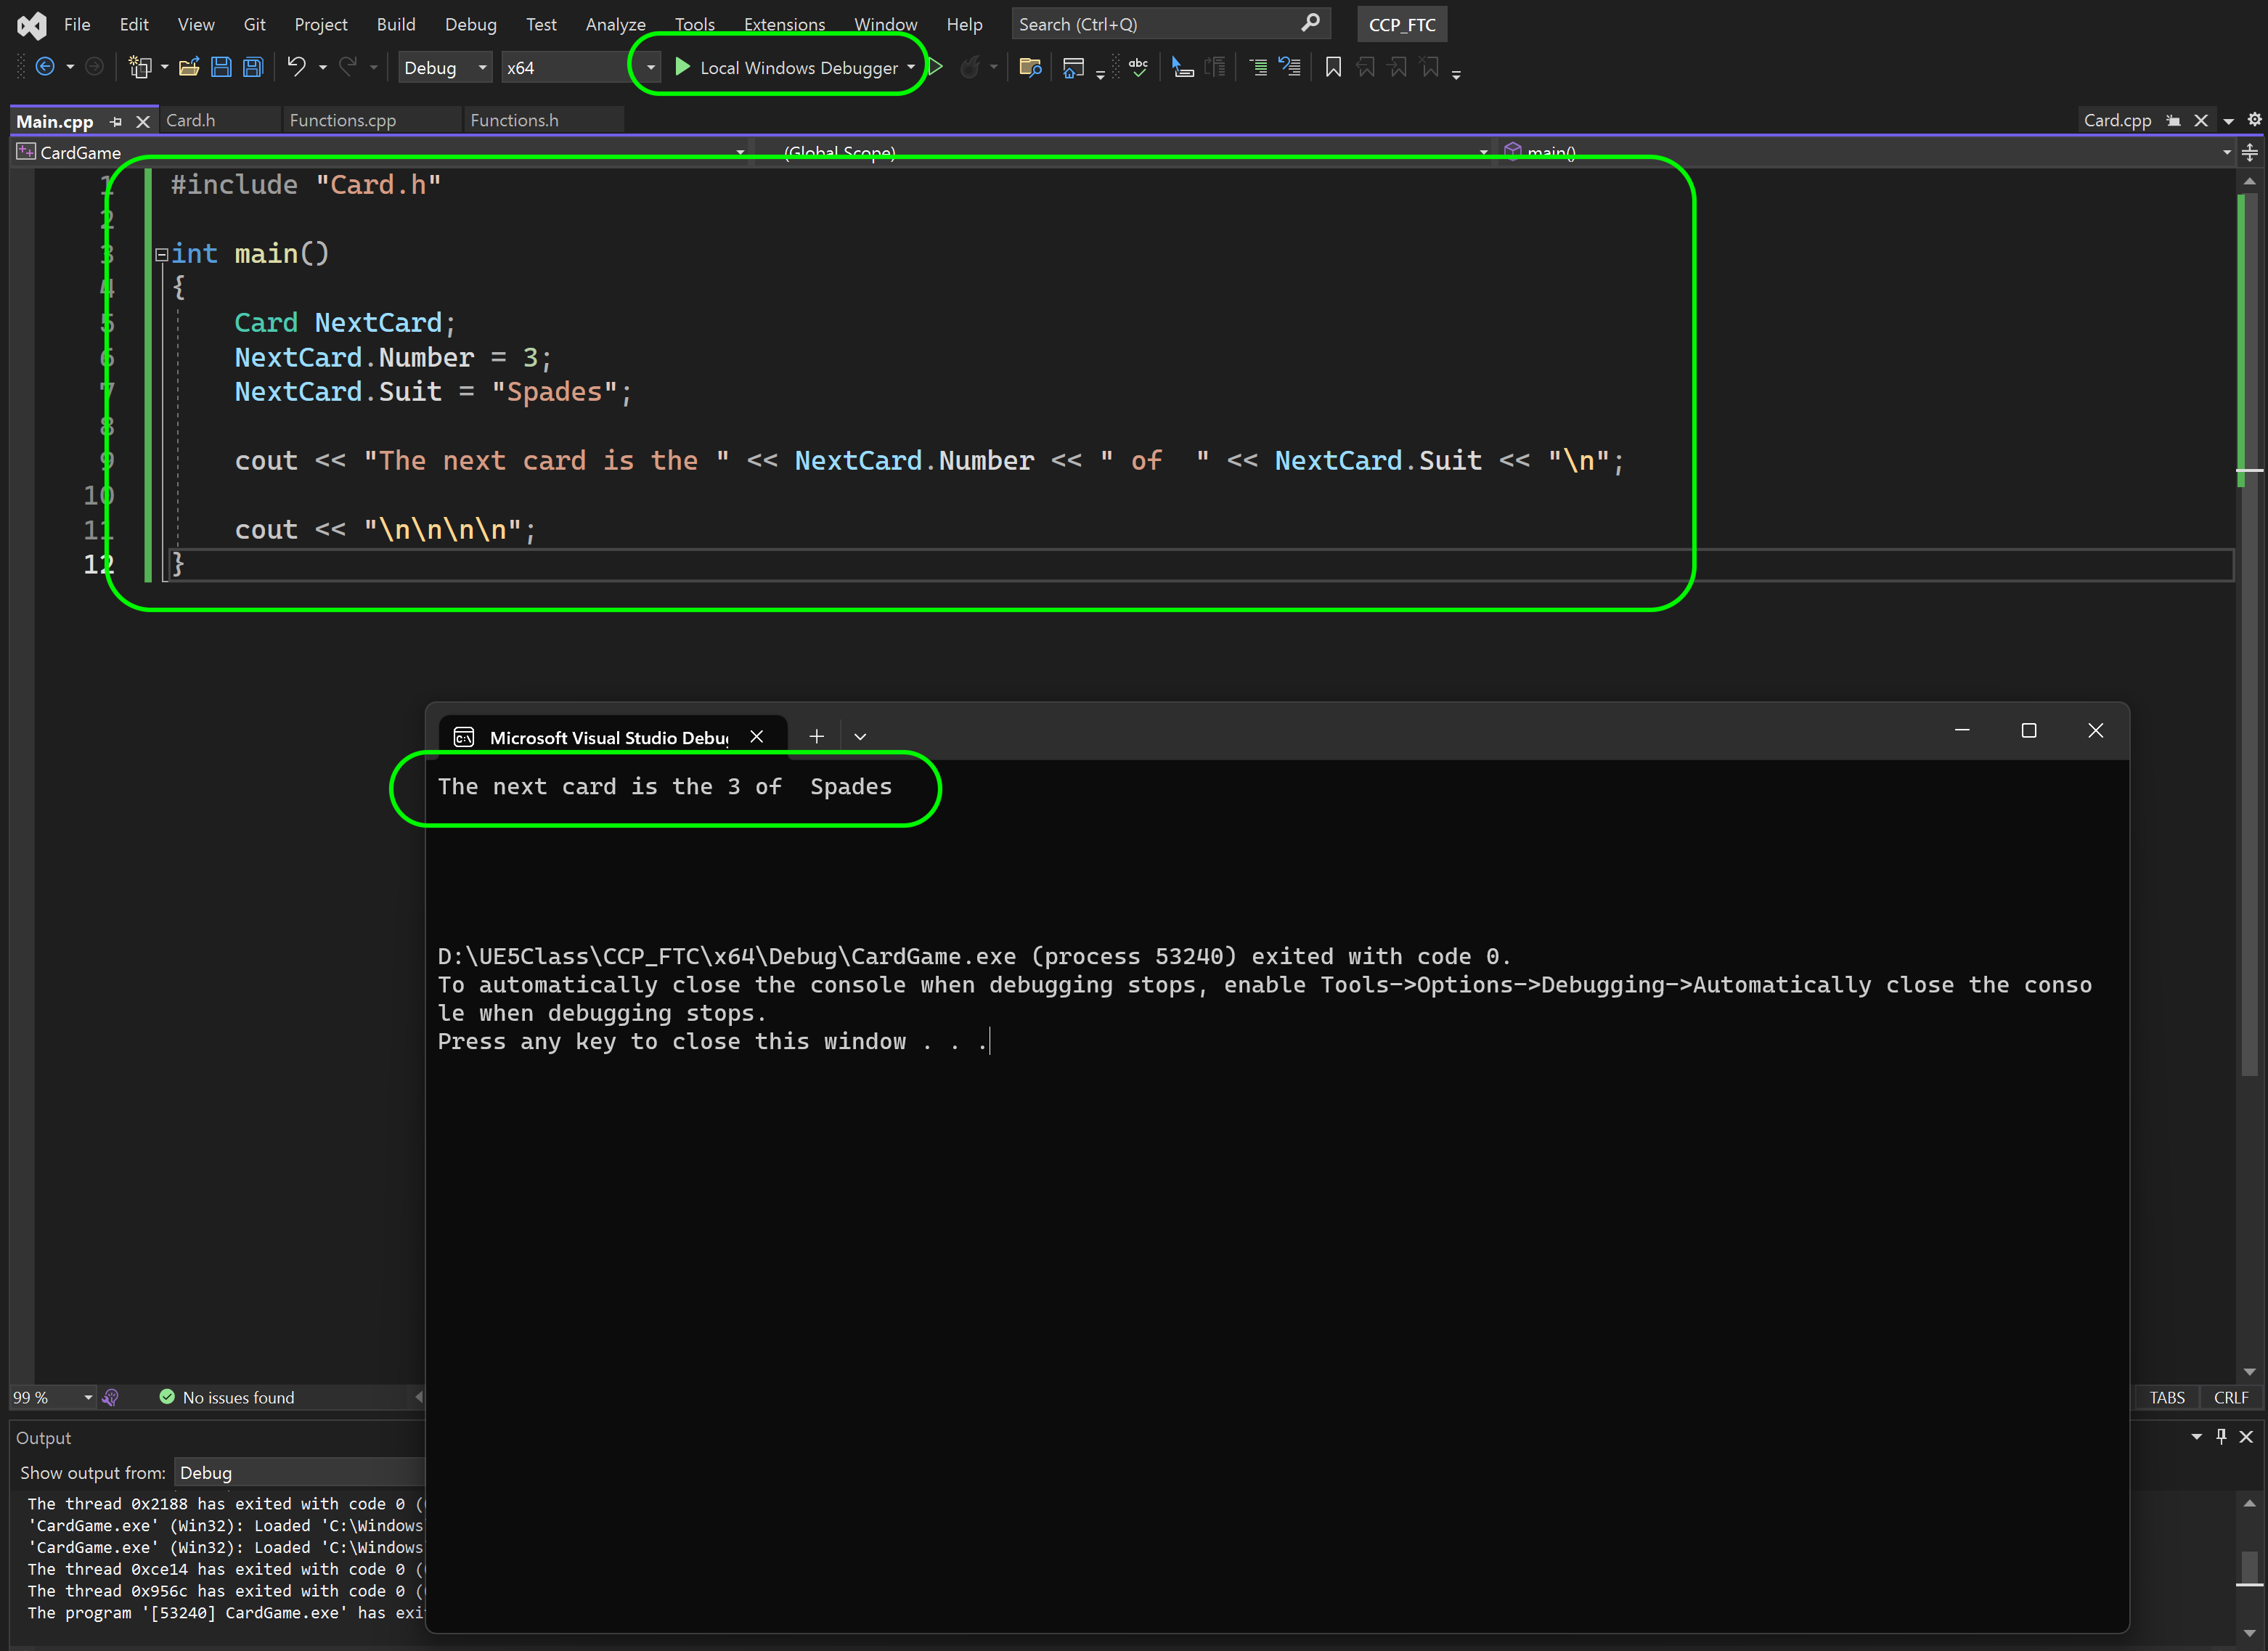 File Edit View Git Project Build Debug Test Analyze Tools Extensions Window Help Search (Ctrl+Q) CCP_FTC
Debug x64 Local Windows Debugger
Main.cpp Card.h Functions.cpp Functions.h Card.cpp
CardGame (Global Scope) main()
1 #include "Card.h"
2
3 int main()
4 {
5 Card NextCard;
6 NextCard.Number = 3;
7 NextCard.Suit = "Spades";
8
9 cout << "The next card is the " << NextCard.Number << " of  " << NextCard.Suit << "\n";
10
11 cout << "\n\n\n\n";
12 }
Microsoft Visual Studio Debu
The next card is the 3 of  Spades
D:\UE5Class\CCP_FTC\x64\Debug\CardGame.exe (process 53240) exited with code 0.
To automatically close the console when debugging stops, enable Tools->Options->Debugging->Automatically close the conso
le when debugging stops.
Press any key to close this window . . .
99 % No issues found TABS CRLF
Output
Show output from: Debug
The thread 0x2188 has exited with code 0 (
'CardGame.exe' (Win32): Loaded 'C:\Windows
'CardGame.exe' (Win32): Loaded 'C:\Windows
The thread 0xce14 has exited with code 0 (
The thread 0x956c has exited with code 0 (
The program '[53240] CardGame.exe' has exi